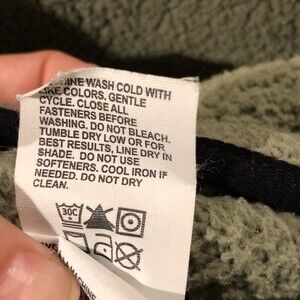 WASH COLD WITH
LIKE COLORS. GENTLE
CYCLE. CLOSE ALL
FASTENERS BEFORE
WASHING. DO NOT BLEACH.
TUMBLE DRY LOW OR FOR
BEST RESULTS, LINE DRY IN
SHADE. DO NOT USE
SOFTENERS. COOL IRON IF
NEEDED. DO NOT DRY
CLEAN.
30C